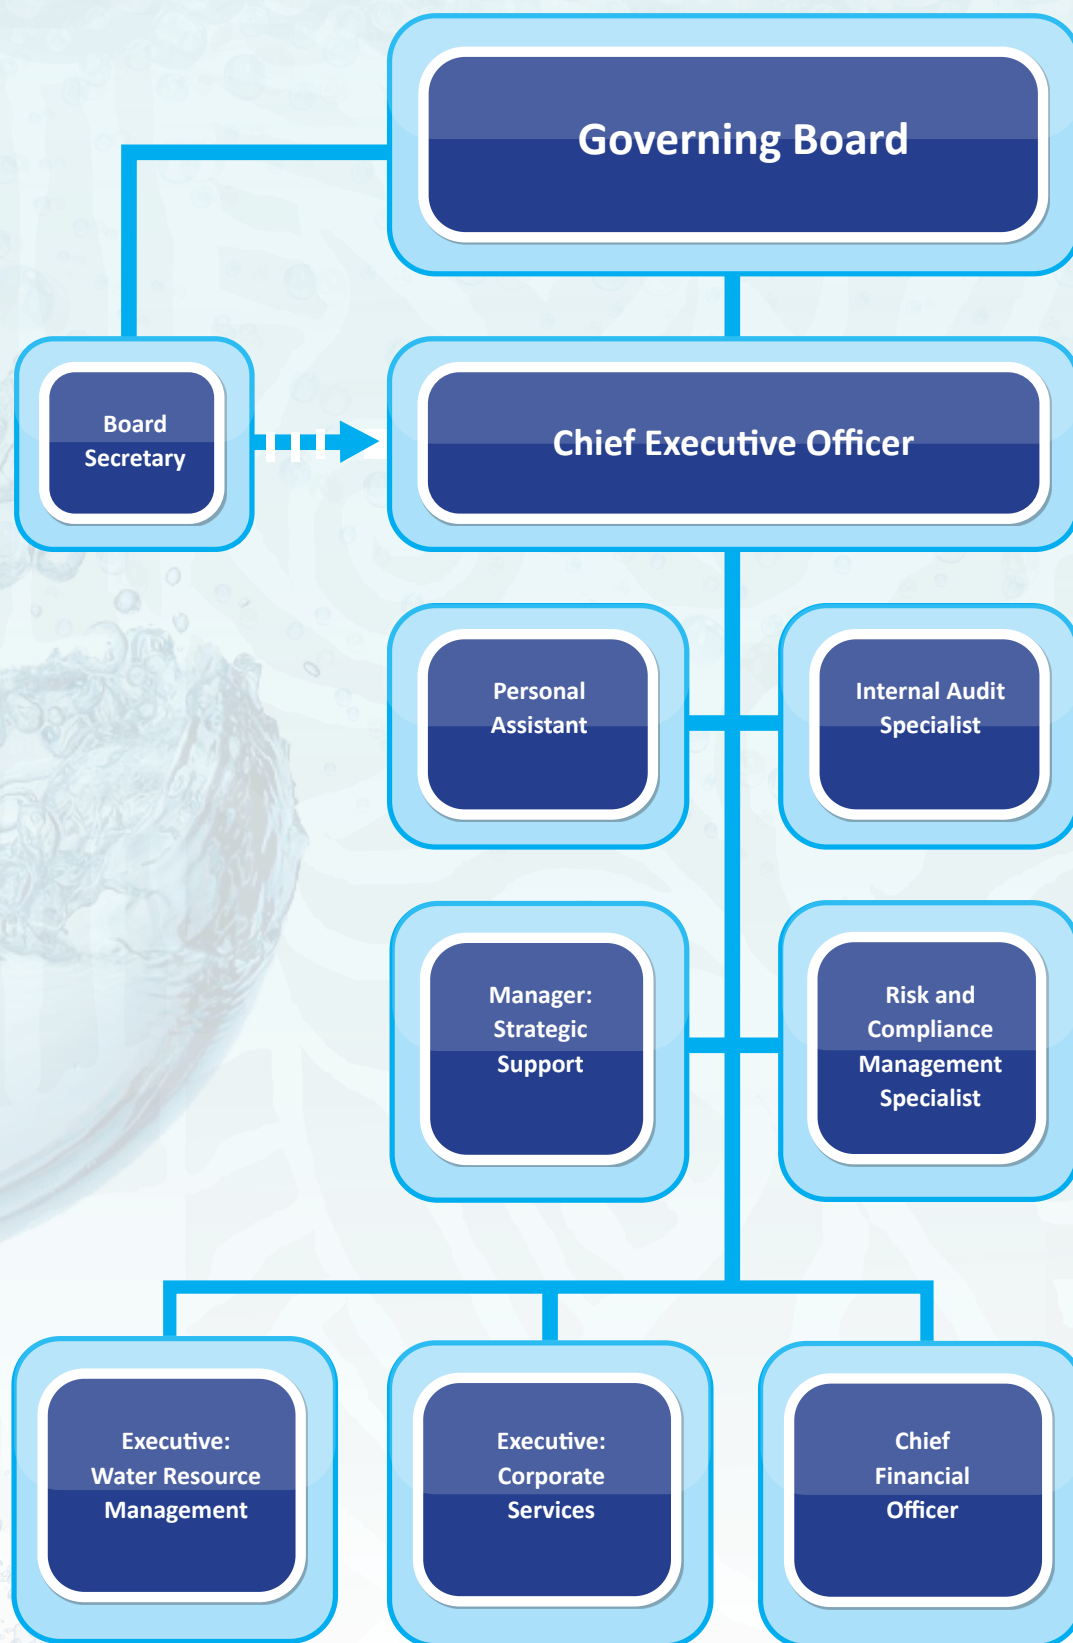 Governing Board
Board
Secretary
Chief Executive Officer
Personal
Assistant
Internal Audit
Specialist
Manager:
Strategic
Support
Risk and
Compliance
Management
Specialist
Executive:
Water Resource
Management
Executive:
Corporate
Services
Chief
Financial
Officer